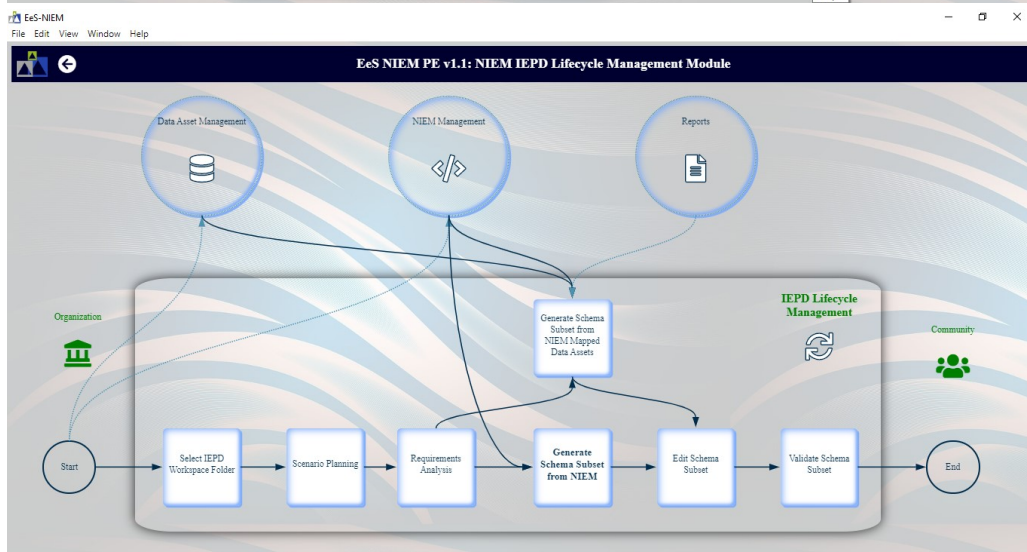 EeS-NIEM
File Edit View Window Help
EeS NIEM PE v1.1: NIEM IEPD Lifecycle Management Module
Data Asset Management
NIEM Management
Reports
Organization
Generate Schema
Subset from
NIEM Mapped
Data Assets
IEPD Lifecycle
Management
Community
Start
Select IEPD
Workspace Folder
Scenario Planning
Requirements
Analysis
Generate
Schema Subset
from NIEM
Edit Schema
Subset
Validate Schema
Subset
End